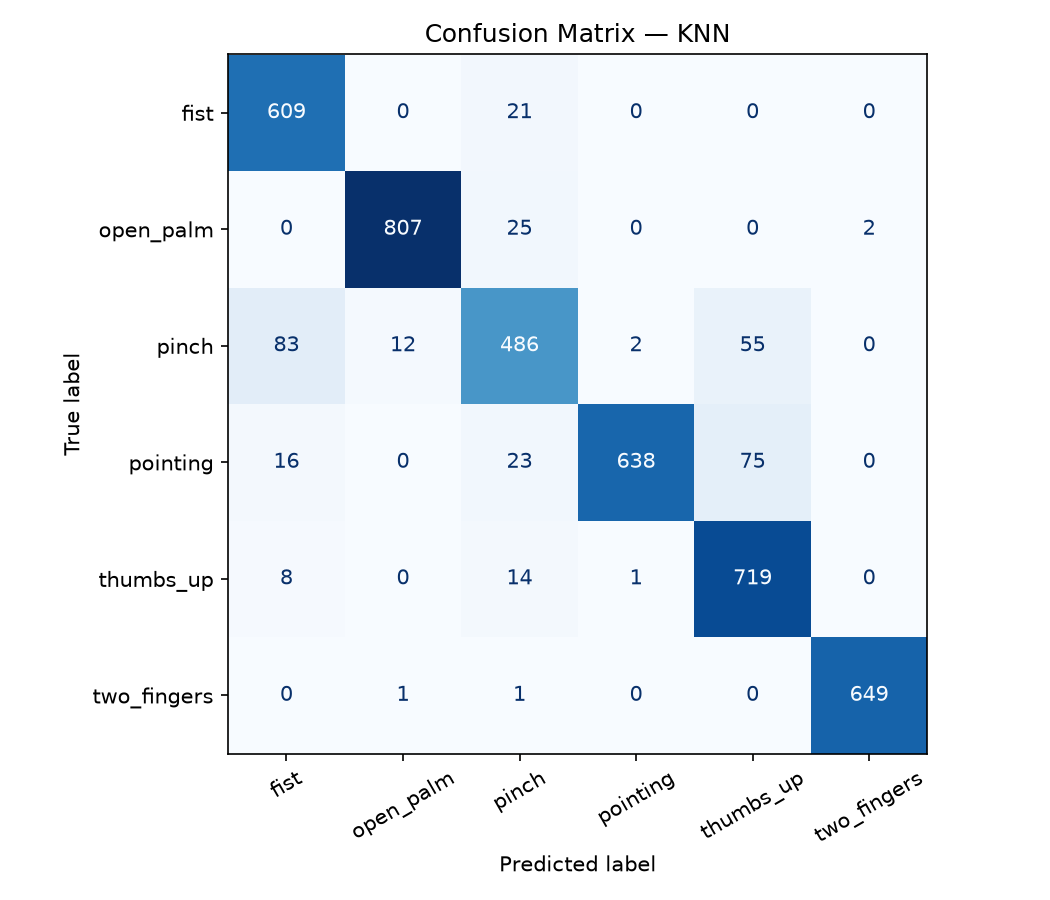 Confusion Matrix — KNN
True label
fist 609 0 21 0 0 0
open_palm 0 807 25 0 0 2
pinch 83 12 486 2 55 0
pointing 16 0 23 638 75 0
thumbs_up 8 0 14 1 719 0
two_fingers 0 1 1 0 0 649
fist open_palm pinch pointing thumbs_up two_fingers
Predicted label